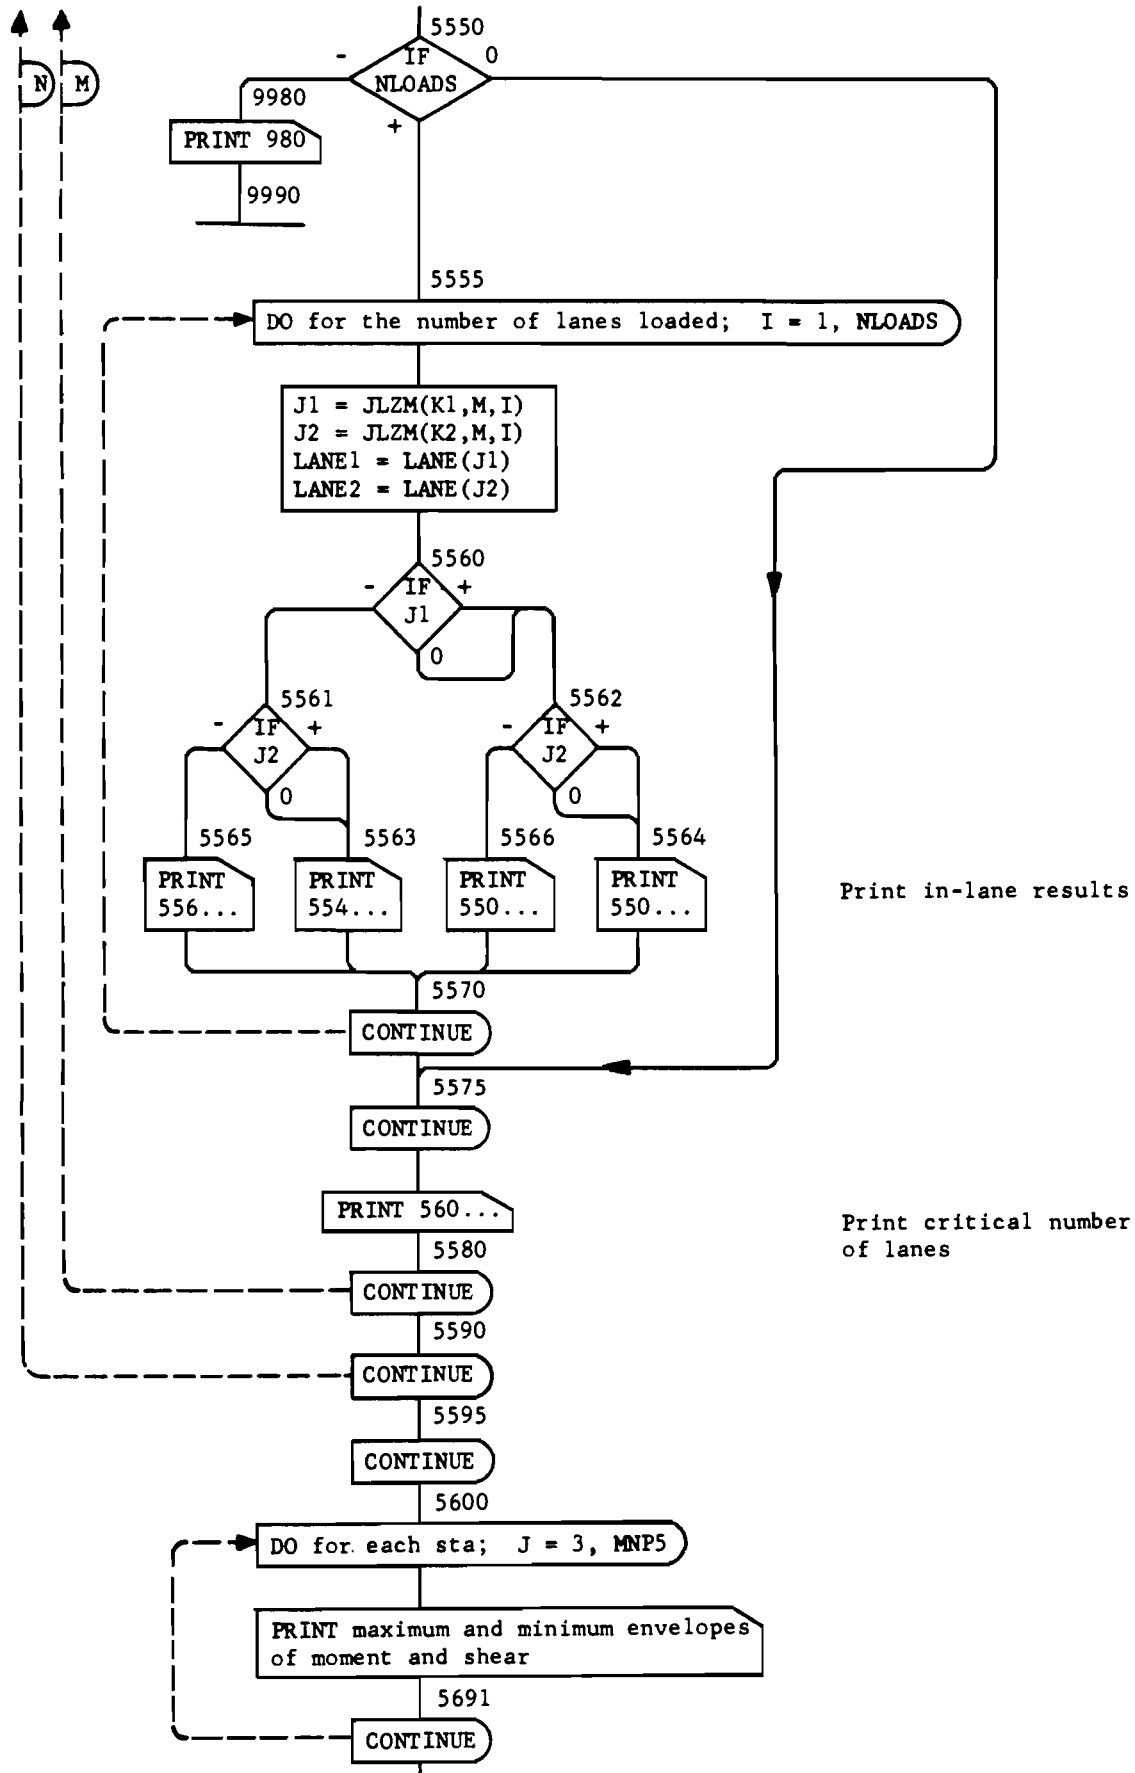 5550
IF
NLOADS
-
0
+
N
M
9980
PRINT 980
9990
5555
DO for the number of lanes loaded; I = 1, NLOADS
J1 = JLZM(K1,M,I)
J2 = JLZM(K2,M,I)
LANE1 = LANE(J1)
LANE2 = LANE(J2)
5560
-
IF
+
J1
0
5561
-
IF
+
J2
0
5562
-
IF
+
J2
0
5565
PRINT
556...
5563
PRINT
554...
5566
PRINT
550...
5564
PRINT
550...
Print in-lane results
5570
CONTINUE
5575
CONTINUE
PRINT 560...
Print critical number
of lanes
5580
CONTINUE
5590
CONTINUE
5595
CONTINUE
5600
DO for each sta; J = 3, MNP5
PRINT maximum and minimum envelopes
of moment and shear
5691
CONTINUE